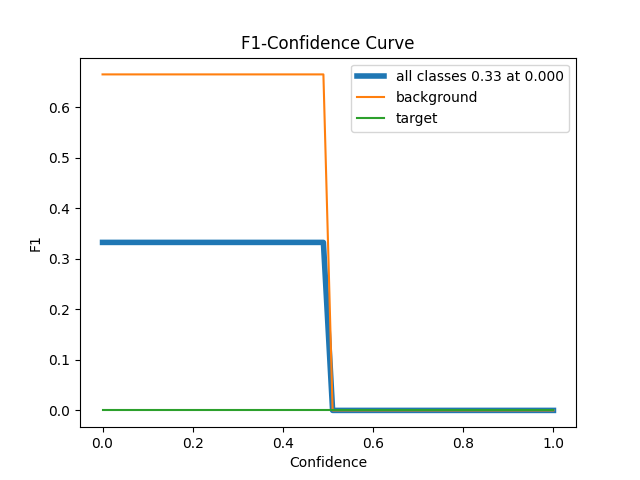 F1-Confidence Curve
all classes 0.33 at 0.000
background
target
F1
0.6
0.5
0.4
0.3
0.2
0.1
0.0
0.0 0.2 0.4 0.6 0.8 1.0
Confidence